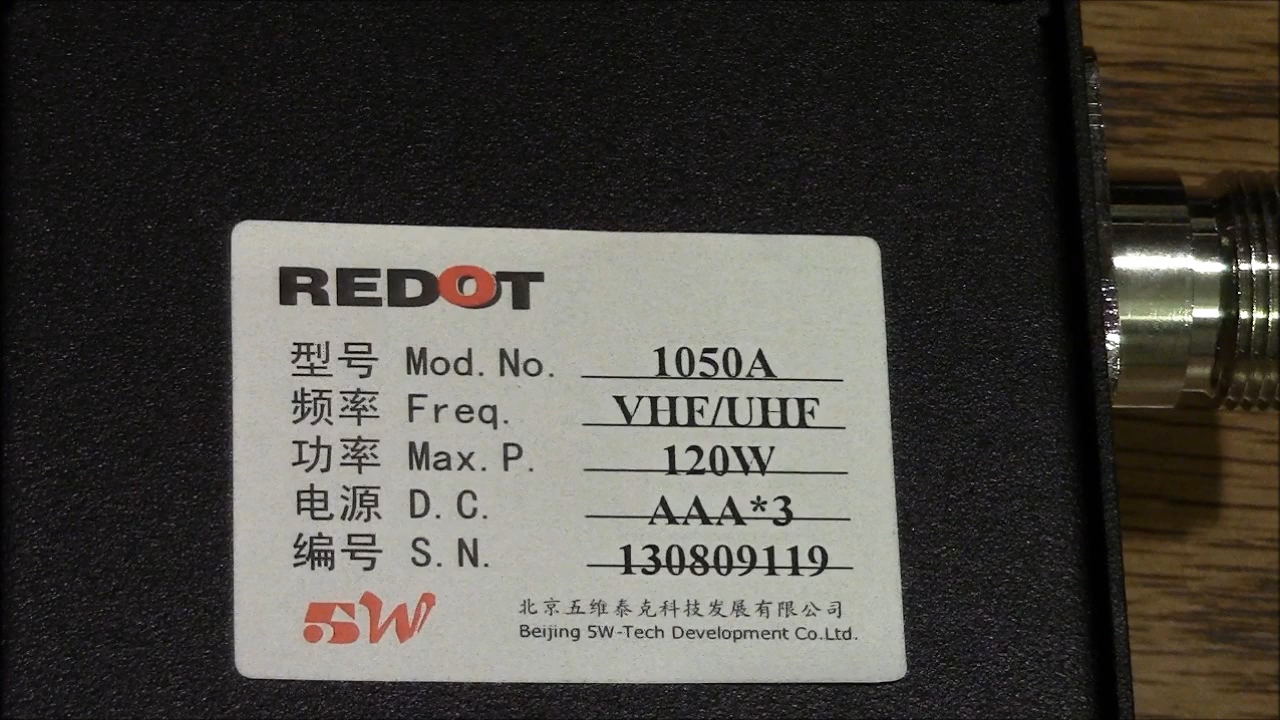 REDOT
型号 Mod.No. 1050A
频率 Freq. VHF/UHF
功率 Max.P. 120W
电源 D.C. AAA*3
编号 S.N. 130809119
5W 北京五维泰克科技发展有限公司
Beijing 5W-Tech Development Co.Ltd.